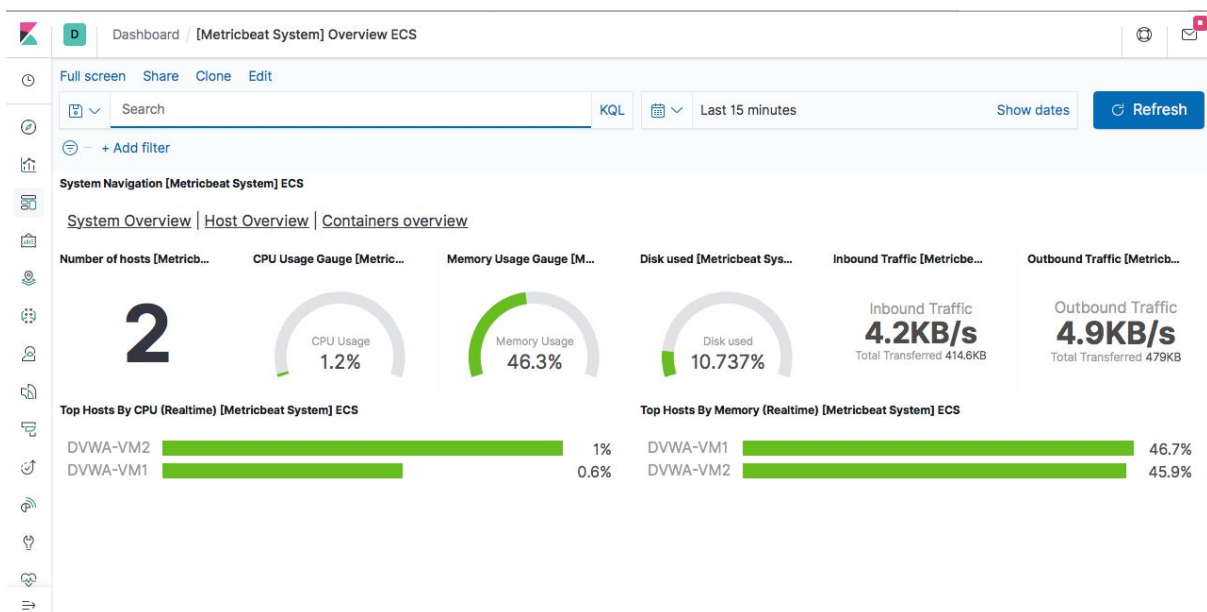 D Dashboard / [Metricbeat System] Overview ECS
Full screen Share Clone Edit
Search KQL Last 15 minutes Show dates Refresh
+ Add filter
System Navigation [Metricbeat System] ECS
System Overview | Host Overview | Containers overview
Number of hosts [Metricb... CPU Usage Gauge [Metric... Memory Usage Gauge [M... Disk used [Metricbeat Sys... Inbound Traffic [Metricbe... Outbound Traffic [Metricb...
2
CPU Usage
1.2%
Memory Usage
46.3%
Disk used
10.737%
Inbound Traffic
4.2KB/s
Total Transferred 414.6KB
Outbound Traffic
4.9KB/s
Total Transferred 479KB
Top Hosts By CPU (Realtime) [Metricbeat System] ECS
DVWA-VM2 1%
DVWA-VM1 0.6%
Top Hosts By Memory (Realtime) [Metricbeat System] ECS
DVWA-VM1 46.7%
DVWA-VM2 45.9%